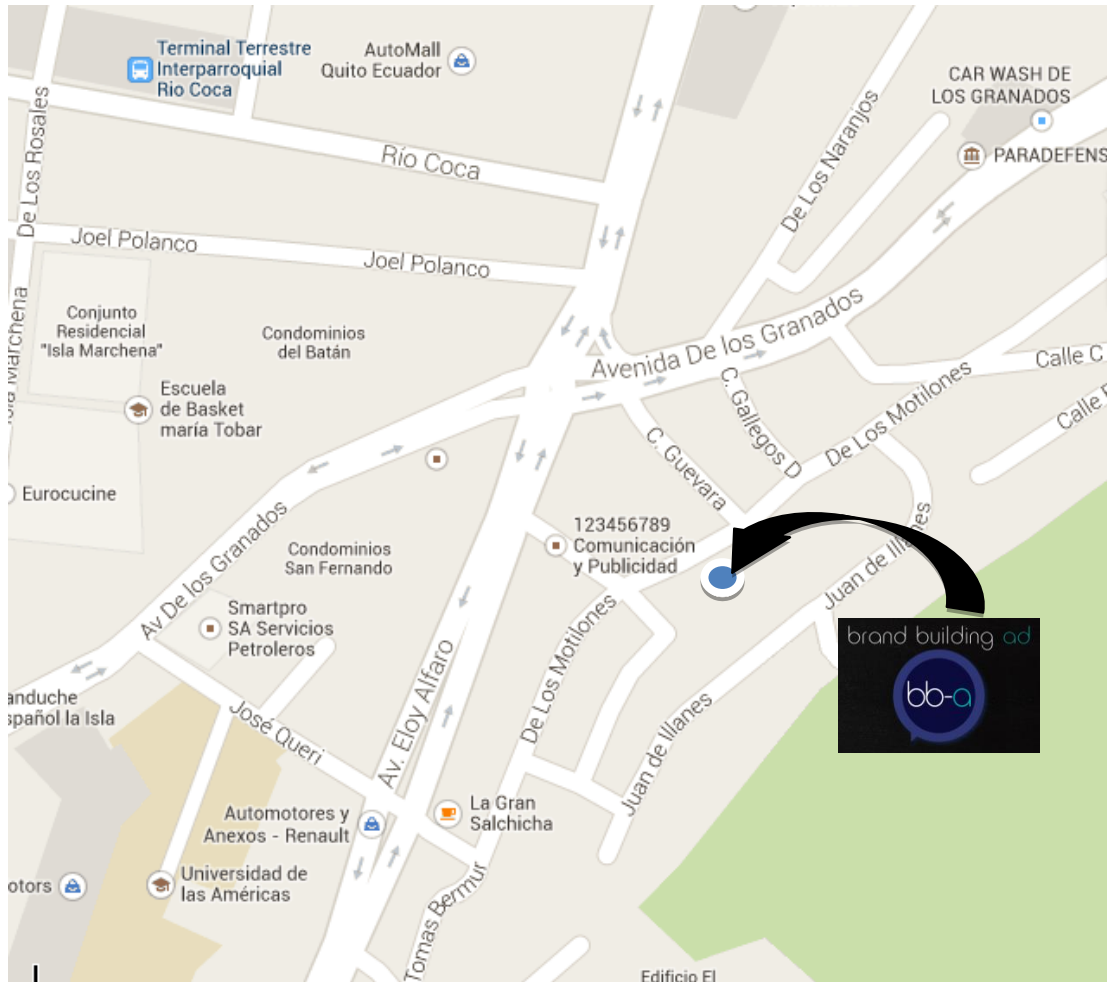 Terminal Terrestre
Interparroquial
Rio Coca
AutoMall
Quito Ecuador
CAR WASH DE
LOS GRANADOS
PARADEFENS
De Los Rosales
Río Coca
De Los Naranjos
Joel Polanco
Joel Polanco
Conjunto
Residencial
"Isla Marchena"
Condominios
del Batán
Avenida De los Granados
Calle C
Escuela
de Basket
maría Tobar
C. Gallegos D
De Los Motilones
Calle
C. Guevara
Eurocucine
123456789
Comunicación
y Publicidad
Condominios
San Fernando
Av De los Granados
Juan de Illanes
Smartpro
SA Servicios
Petroleros
De Los Motilones
brand building ad
bb-a
anduche
spañol la Isla
José Queri
Av. Eloy Alfaro
Juan de Illanes
La Gran
Salchicha
Automotores y
Anexos - Renault
Universidad de
las Américas
otors
Tomas Bermur
Edificio El